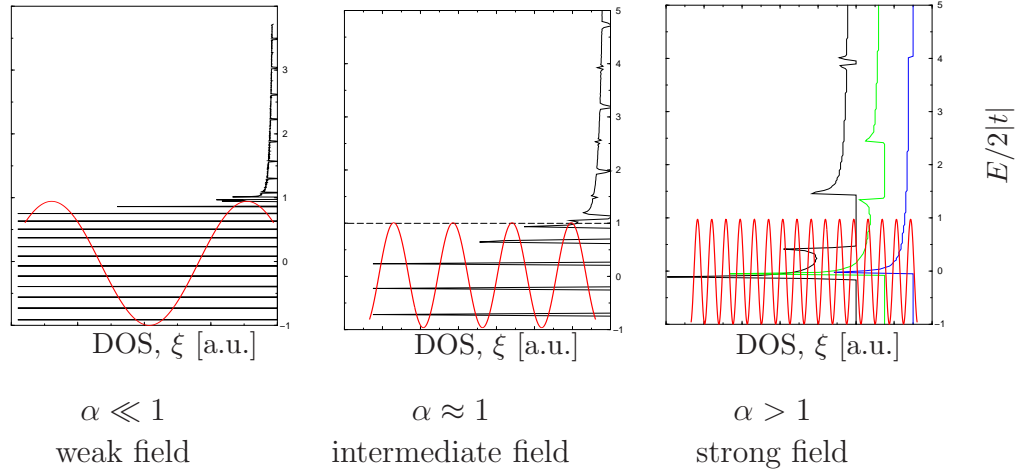 3
2
1
0
−1
DOS, ξ [a.u.]
α ≪ 1
weak field
5
4
3
2
1
0
−1
DOS, ξ [a.u.]
α ≈ 1
intermediate field
5
4
3
2
1
0
−1
DOS, ξ [a.u.]
α > 1
strong field
E/2|t|